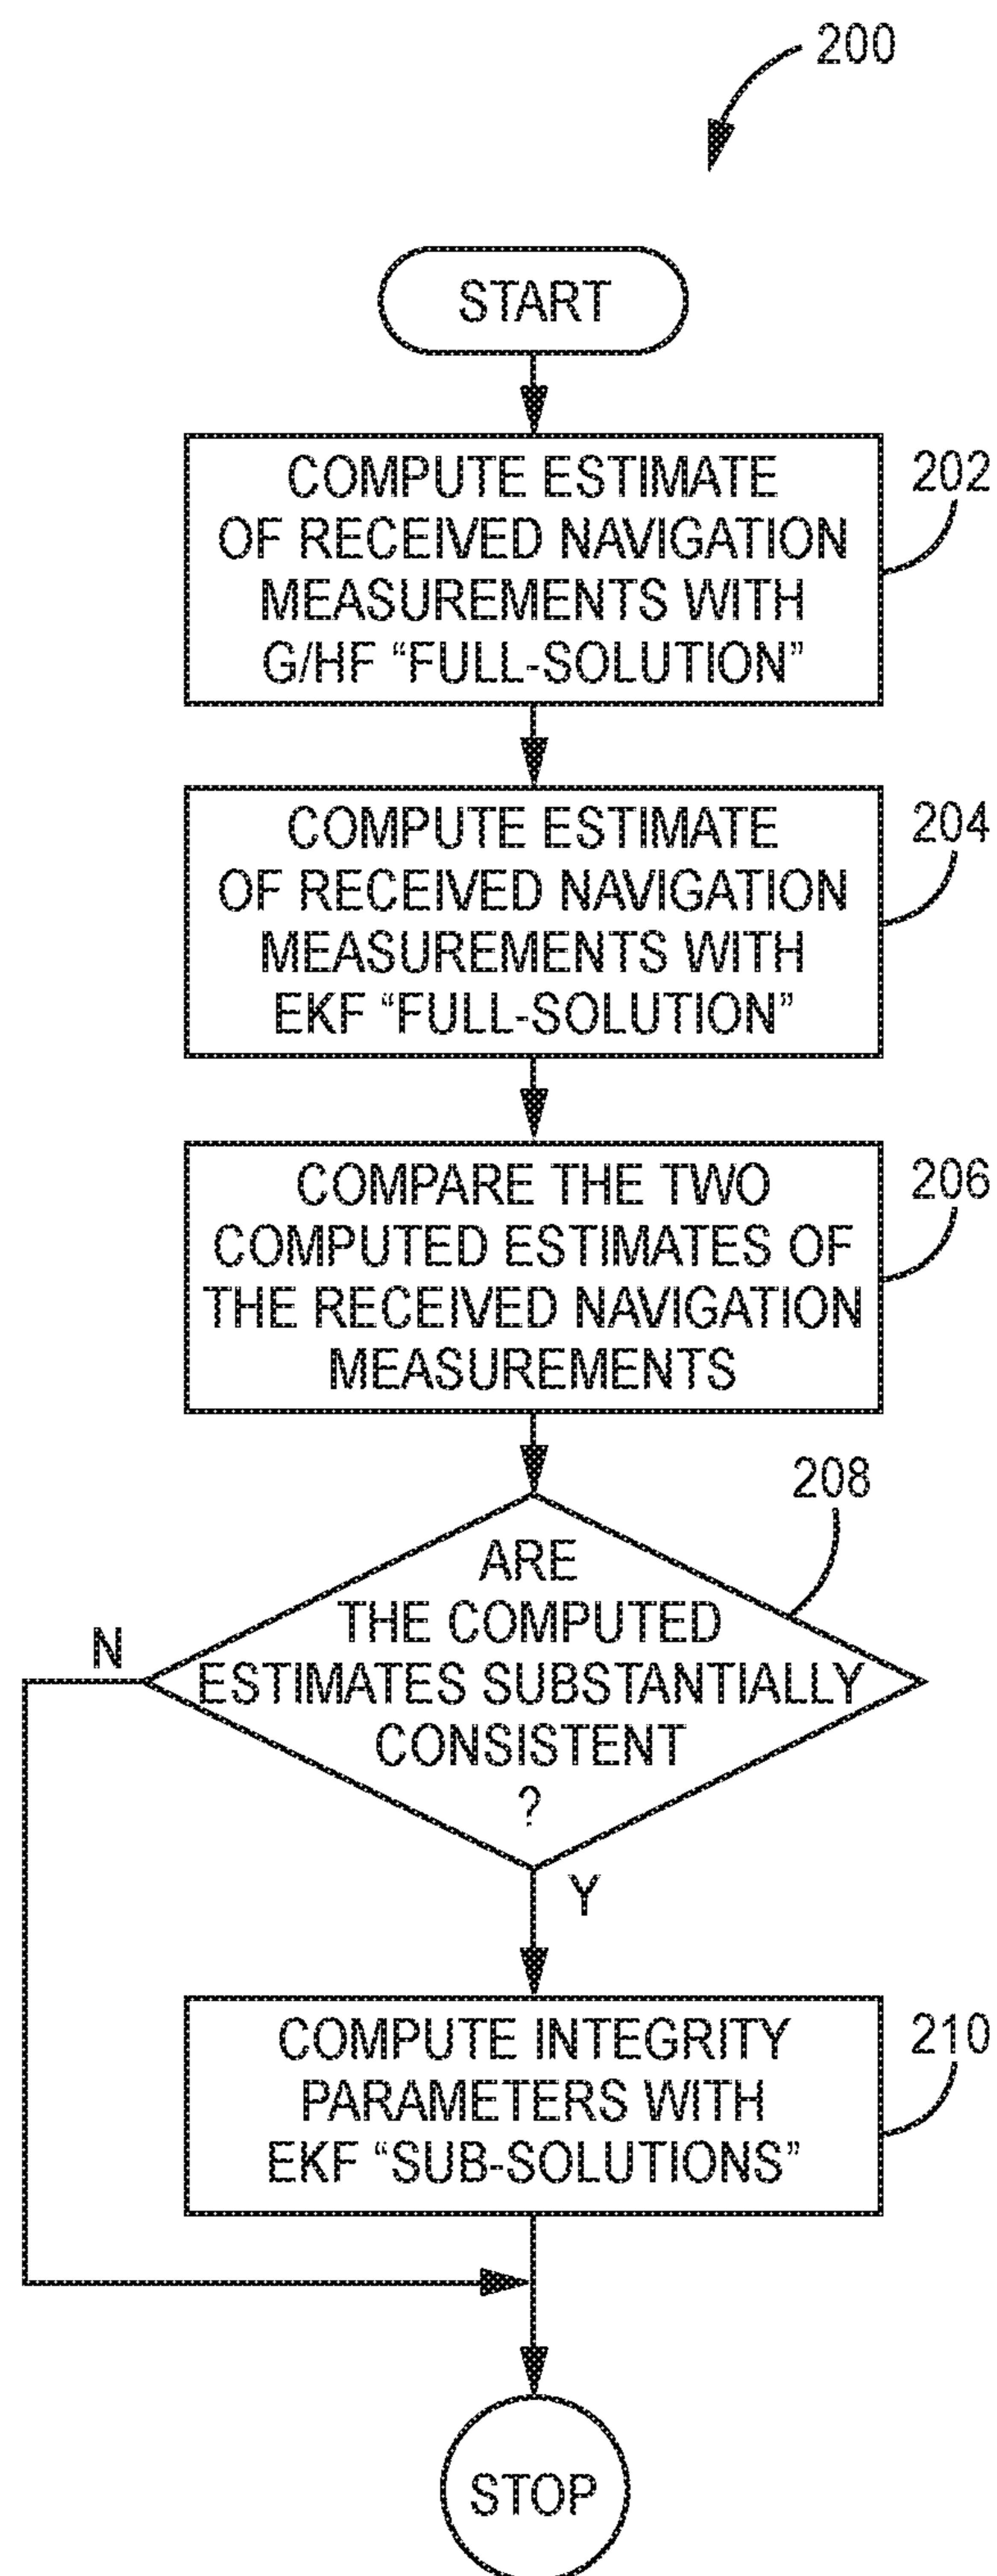 200
START
COMPUTE ESTIMATE
OF RECEIVED NAVIGATION
MEASUREMENTS WITH
G/HF “FULL-SOLUTION”
202
COMPUTE ESTIMATE
OF RECEIVED NAVIGATION
MEASUREMENTS WITH
EKF “FULL-SOLUTION”
204
COMPARE THE TWO
COMPUTED ESTIMATES OF
THE RECEIVED NAVIGATION
MEASUREMENTS
206
208
ARE
THE COMPUTED
ESTIMATES SUBSTANTIALLY
CONSISTENT
?
N
Y
COMPUTE INTEGRITY
PARAMETERS WITH
EKF “SUB-SOLUTIONS”
210
STOP